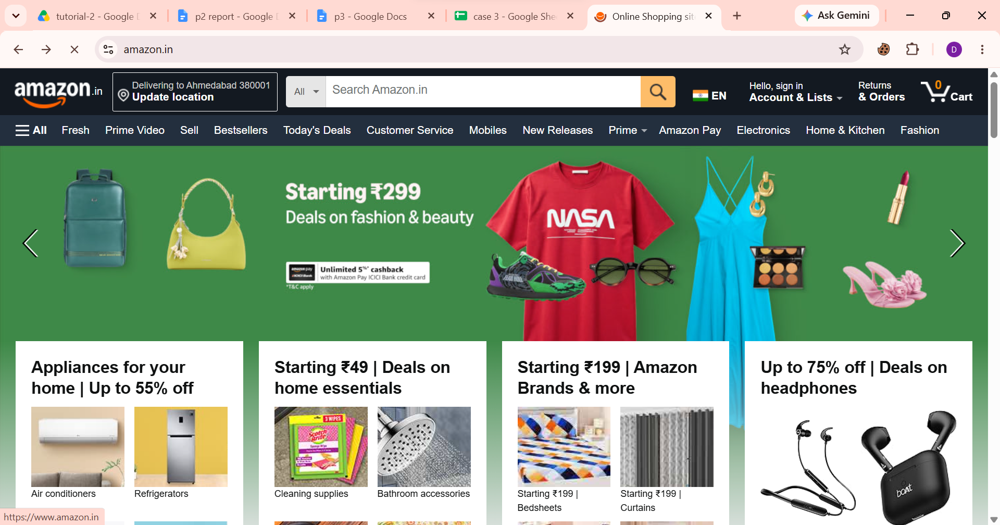 tutorial-2 - Google D
p2 report - Google D
p3 - Google Docs
case 3 - Google She
Online Shopping sit
Ask Gemini
amazon.in
D
amazon.in
Delivering to Ahmedabad 380001
Update location
All
Search Amazon.in
EN
Hello, sign in
Account & Lists
Returns
& Orders
0
Cart
All
Fresh
Prime Video
Sell
Bestsellers
Today's Deals
Customer Service
Mobiles
New Releases
Prime
Amazon Pay
Electronics
Home & Kitchen
Fashion
Starting ₹299
Deals on fashion & beauty
amazon pay
ICICI Bank
Unlimited 5%* cashback
with Amazon Pay ICICI Bank credit card
*T&C apply
NASA
Appliances for your
home | Up to 55% off
Air conditioners
Refrigerators
Starting ₹49 | Deals on
home essentials
3 WIPES
Scotch
Brite
Sponge Wipe
Cleaning supplies
Bathroom accessories
Starting ₹199 | Amazon
Brands & more
Starting ₹199 |
Bedsheets
Starting ₹199 |
Curtains
Up to 75% off | Deals on
headphones
boAt
https://www.amazon.in